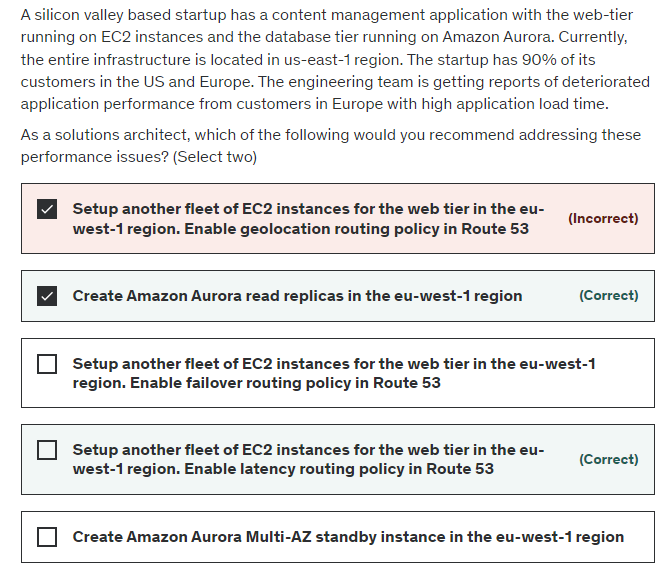 A silicon valley based startup has a content management application with the web-tier
running on EC2 instances and the database tier running on Amazon Aurora. Currently,
the entire infrastructure is located in us-east-1 region. The startup has 90% of its
customers in the US and Europe. The engineering team is getting reports of deteriorated
application performance from customers in Europe with high application load time.
As a solutions architect, which of the following would you recommend addressing these
performance issues? (Select two)
Setup another fleet of EC2 instances for the web tier in the eu-
west-1 region. Enable geolocation routing policy in Route 53
(Incorrect)
Create Amazon Aurora read replicas in the eu-west-1 region
(Correct)
Setup another fleet of EC2 instances for the web tier in the eu-west-1
region. Enable failover routing policy in Route 53
Setup another fleet of EC2 instances for the web tier in the eu-
west-1 region. Enable latency routing policy in Route 53
(Correct)
Create Amazon Aurora Multi-AZ standby instance in the eu-west-1 region